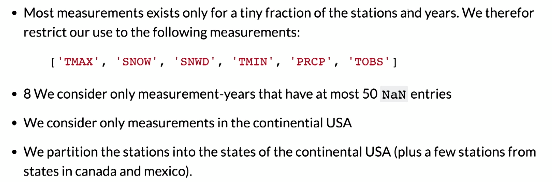 • Most measurements exists only for a tiny fraction of the stations and years. We therefor
restrict our use to the following measurements:
['TMAX', 'SNOW', 'SNWD', 'TMIN', 'PRCP', 'TOBS']
• 8 We consider only measurement-years that have at most 50 NaN entries
• We consider only measurements in the continential USA
• We partition the stations into the states of the continental USA (plus a few stations from
states in canada and mexico).